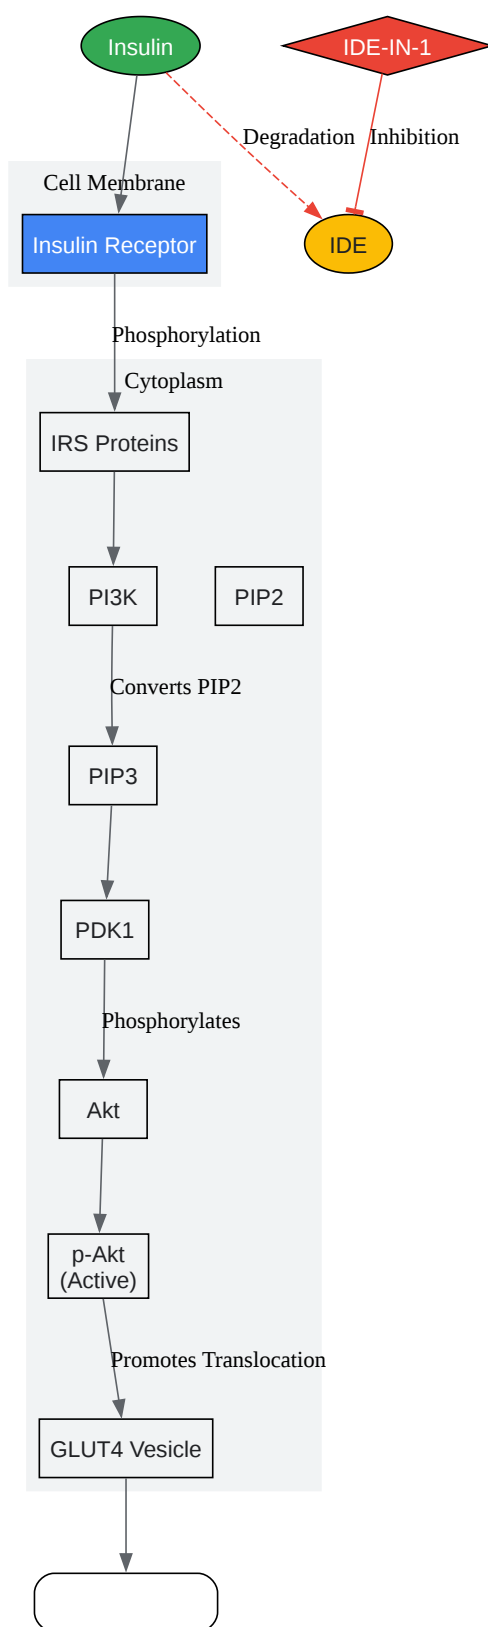 Insulin
IDE-IN-1
Degradation
Inhibition
Cell Membrane
Insulin Receptor
IDE
Phosphorylation
Cytoplasm
IRS Proteins
PI3K
PIP2
Converts PIP2
PIP3
PDK1
Phosphorylates
Akt
p-Akt
(Active)
Promotes Translocation
GLUT4 Vesicle